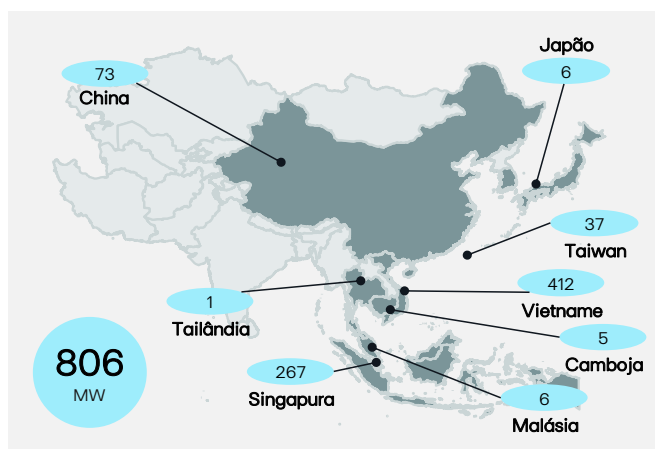 Japão
6
73
China
37
Taiwan
412
Vietname
1
Tailândia
5
Camboja
806
MW
267
Singapura
6
Malásia